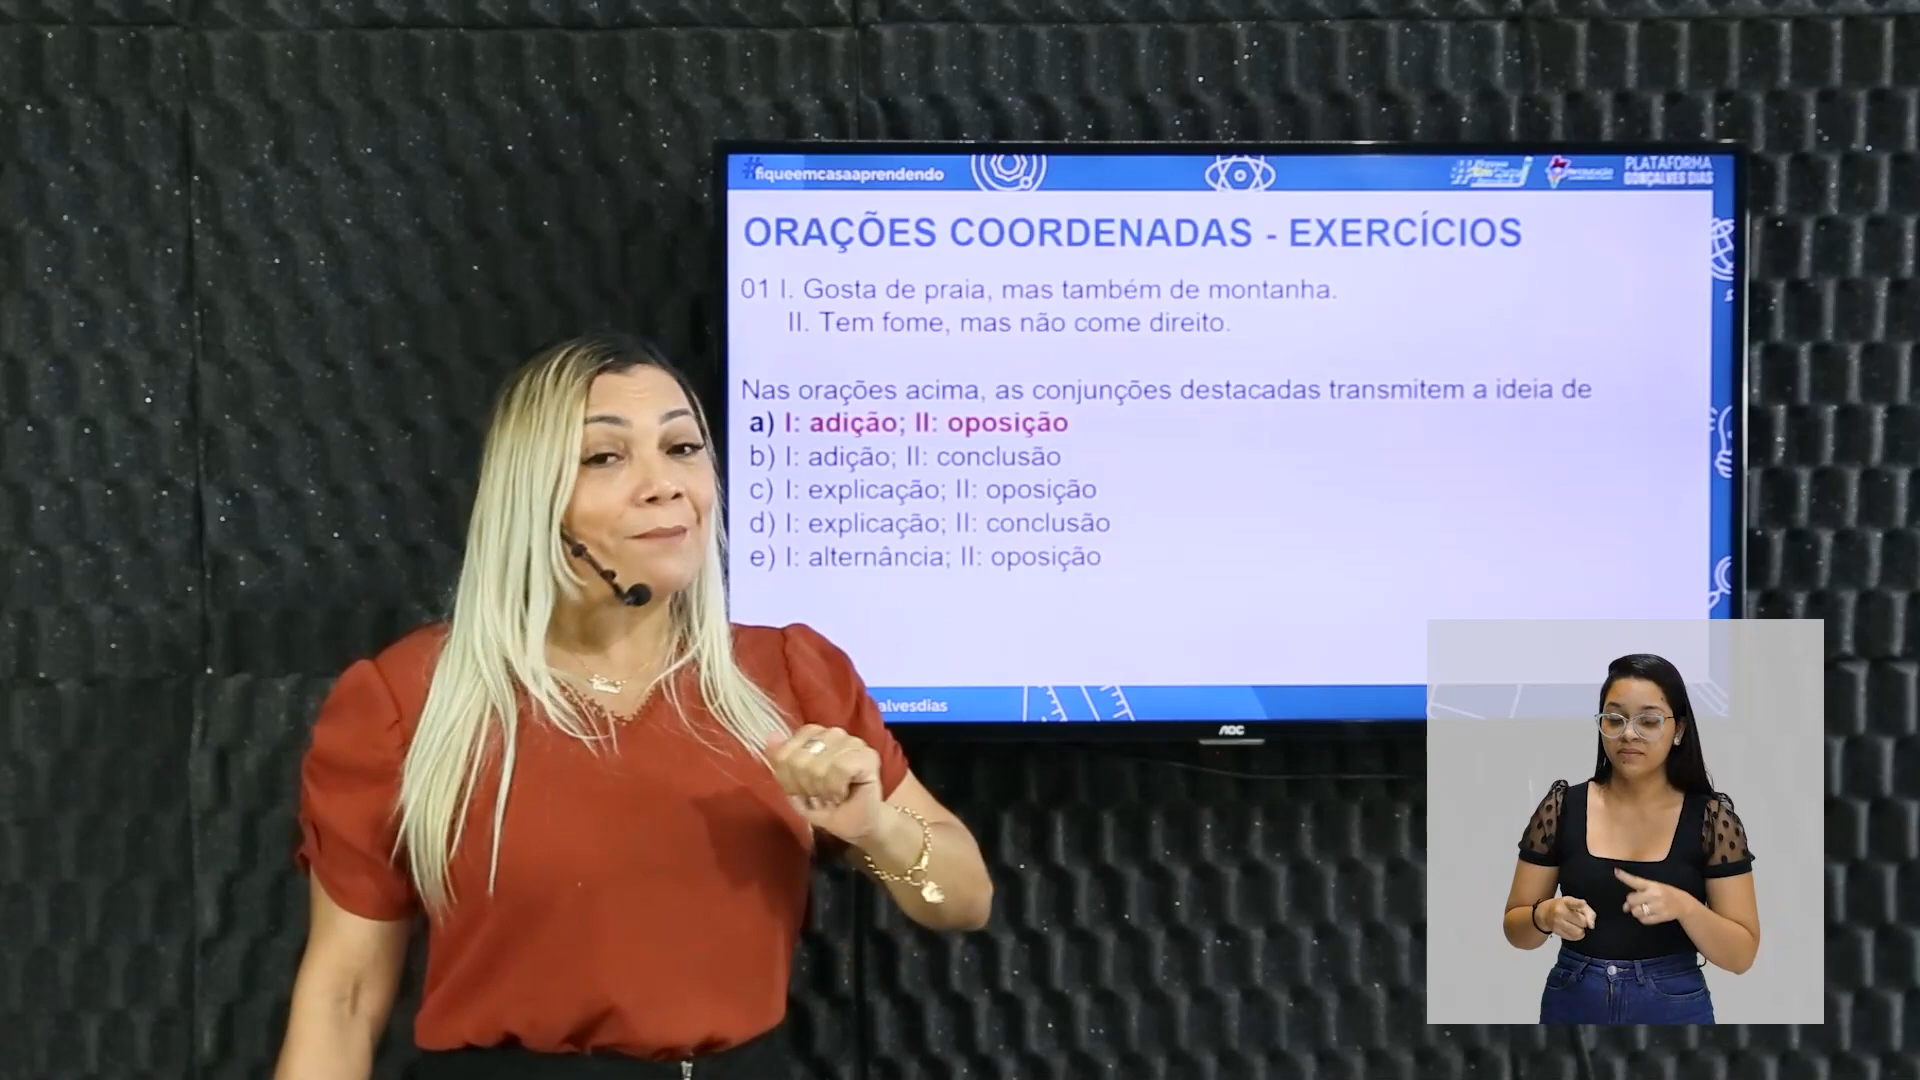 #fiqueemcasaaprendendo
PLATAFORMA
GONÇALVES DIAS
ORAÇÕES COORDENADAS - EXERCÍCIOS
01 I. Gosta de praia, mas também de montanha.
II. Tem fome, mas não come direito.
Nas orações acima, as conjunções destacadas transmitem a ideia de
a) I: adição; II: oposição
b) I: adição; II: conclusão
c) I: explicação; II: oposição
d) I: explicação; II: conclusão
e) I: alternância; II: oposição
alvesdias
AOC